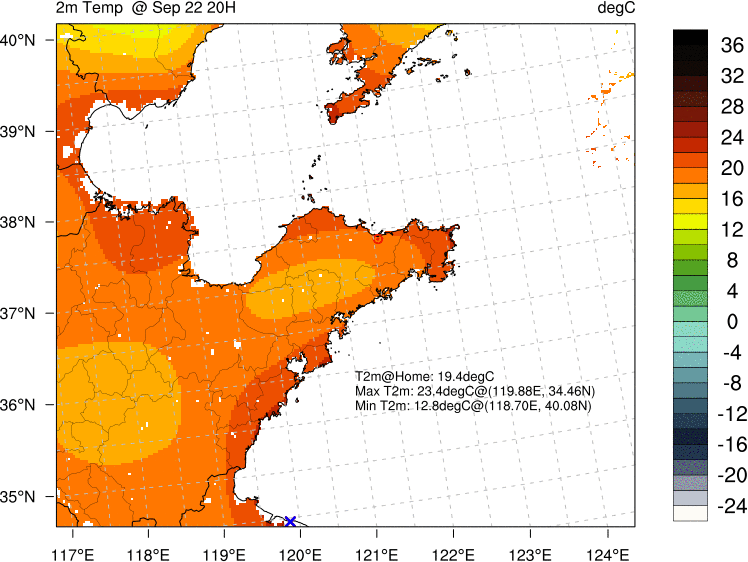 2m Temp @ Sep 22 20H degC
40°N
39°N
38°N
37°N
36°N
35°N
T2m@Home: 19.4degC
Max T2m: 23.4degC@(119.88E, 34.46N)
Min T2m: 12.8degC@(118.70E, 40.08N)
117°E 118°E 119°E 120°E 121°E 122°E 123°E 124°E
36
32
28
24
20
16
12
8
4
0
-4
-8
-12
-16
-20
-24